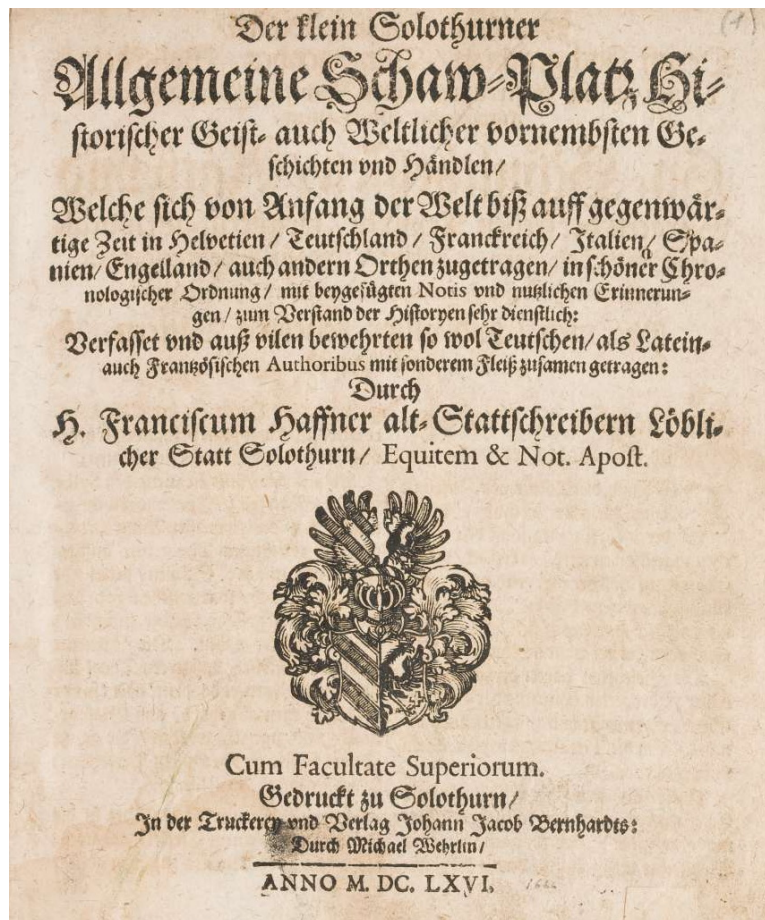 (1)
Der klein Solothurner
Allgemeine Schaw-Platz Hi-
storischer Geist- auch Weltlicher vornembsten Ge-
schichten vnd Händlen/
Welche sich von Anfang der Welt biß auff gegenwär-
tige Zeit in Helvetien/ Teutschland/ Franckreich/ Italien/ Spa-
nien/ Engelland/ auch andern Orthen zugetragen/ in schöner Chro-
nologischer Ordnung/ mit beygefügten Notis vnd nutzlichen Erinnerun-
gen/ zum Verstand der Historyen sehr dienstlich:
Verfasset vnd auß vilen bewehrten so wol Teutschen/ als Latein-
auch Frantzösischen Authoribus mit sonderem Fleiß zusamen getragen:
Durch
H. Franciscum Haffner alt-Stattschreibern Löbli-
cher Statt Solothurn/ Equitem & Not. Apost.
Cum Facultate Superiorum.
Gedruckt zu Solothurn/
In der Truckerey vnd Verlag Johann Jacob Bernhardts:
Durch Michael Wehrlin/
ANNO M. DC. LXVI.